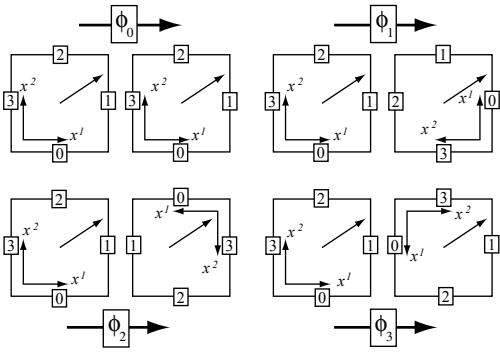 ϕ₀ ϕ₁
2 2 2 1
x² x² x²
3 1 3 1 3 1 2 x¹ 0
x¹ x¹ x¹ x²
0 0 0 3
2 0 2 3
x¹ x²
x² x²
3 1 1 3 3 1 0 1
x¹ x² x¹ x¹
0 2 0 2
ϕ₂ ϕ₃